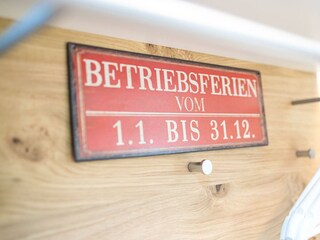 BETRIEBSFERIEN
VOM
1.1. BIS 31.12.